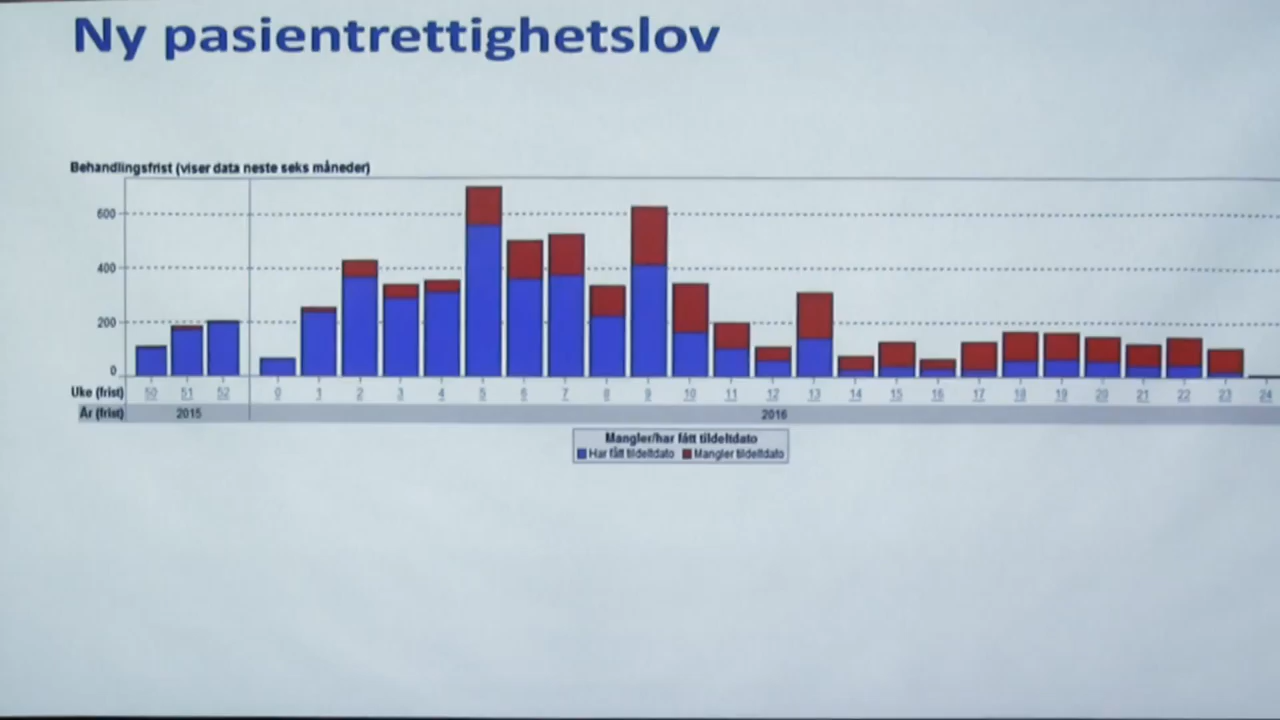 Ny pasientrettighetslov
Behandlingsfrist (viser data neste seks måneder)
600
400
200
0
Uke (frist) 50 51 52 0 1 2 3 4 5 6 7 8 9 10 11 12 13 14 15 16 17 18 19 20 21 22 23 24
År (frist) 2015 2016
Mangler/har fått tildeltdato
Har fått tildeltdato Mangler tildeltdato